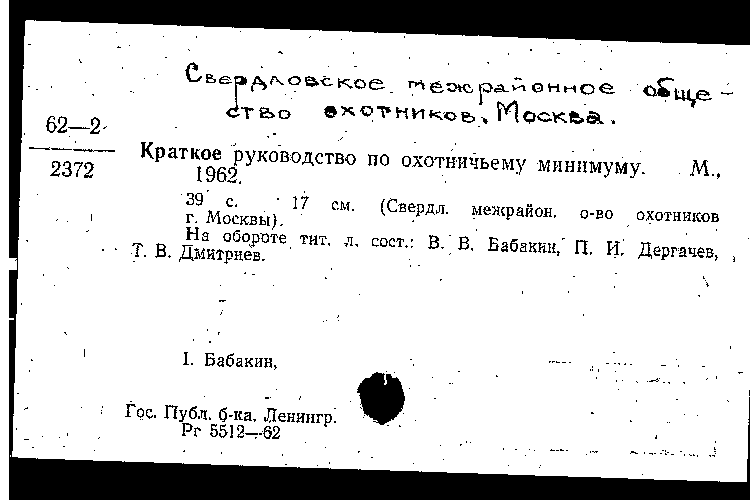 Свердловское межрайонное обще-
ство охотников. Москва.
62—2
2372
Краткое руководство по охотничьему минимуму. М.,
1962.
39 с. 17 см. (Свердл. межрайон. о-во охотников
г. Москвы).
На обороте тит. л. сост.: В. В. Бабакин, П. И. Дергачев,
Т. В. Дмитриев.
I. Бабакин,
Гос. Публ. б-ка. Ленингр.
Рг 5512—62